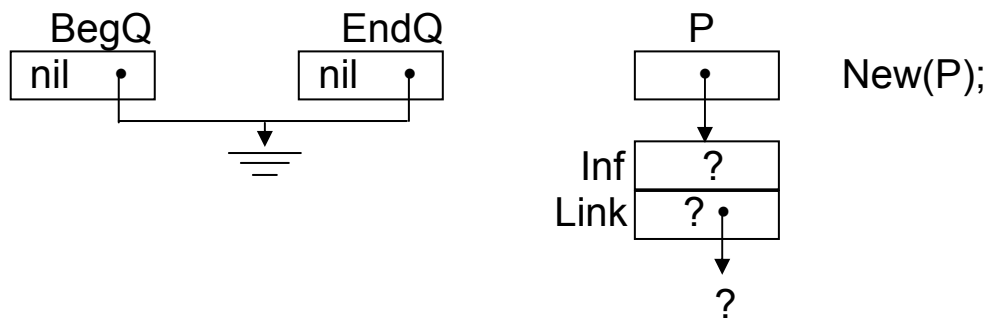 BegQ EndQ P
nil nil New(P);
Inf ?
Link ?
?